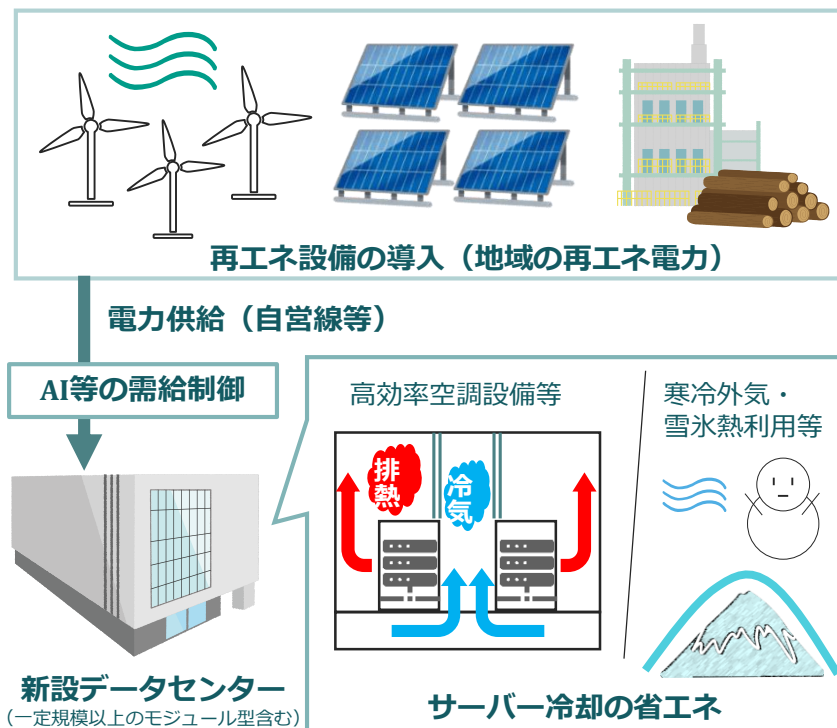 再エネ設備の導入（地域の再エネ電力）
電力供給（自営線等）
AI等の需給制御
高効率空調設備等
寒冷外気・
雪氷熱利用等
排熱
冷気
新設データセンター
（一定規模以上のモジュール型含む）
サーバー冷却の省エネ